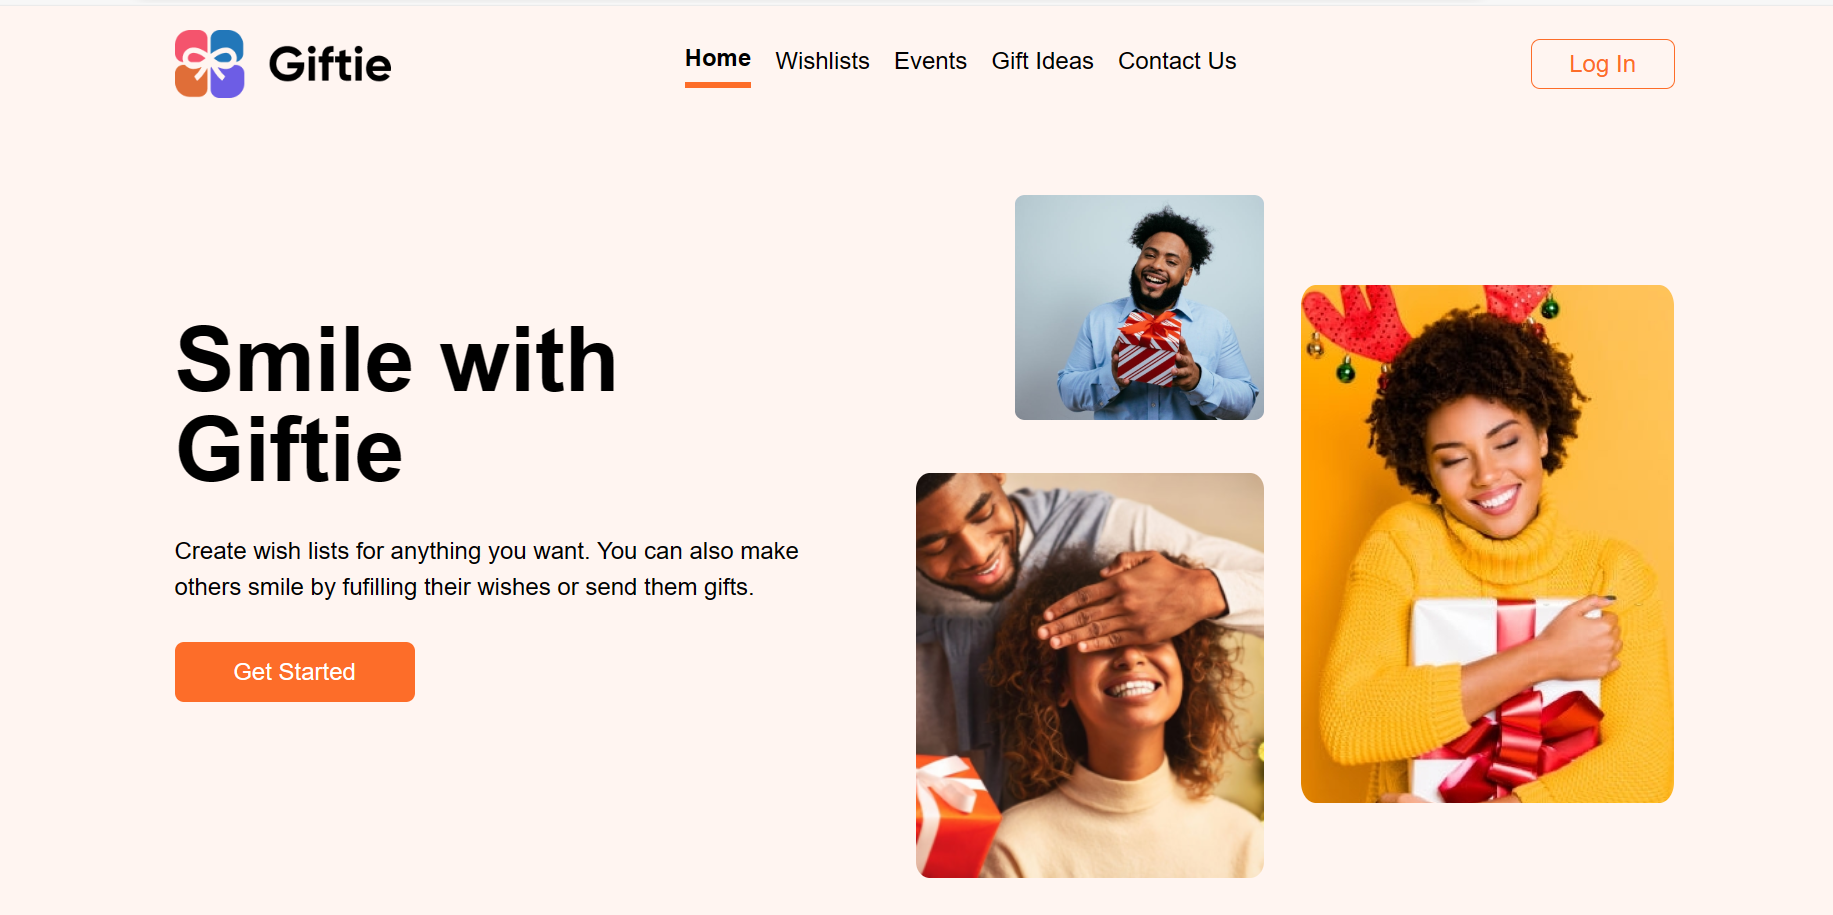 Giftie
Home Wishlists Events Gift Ideas Contact Us
Log In
Smile with
Giftie
Create wish lists for anything you want. You can also make
others smile by fufilling their wishes or send them gifts.
Get Started